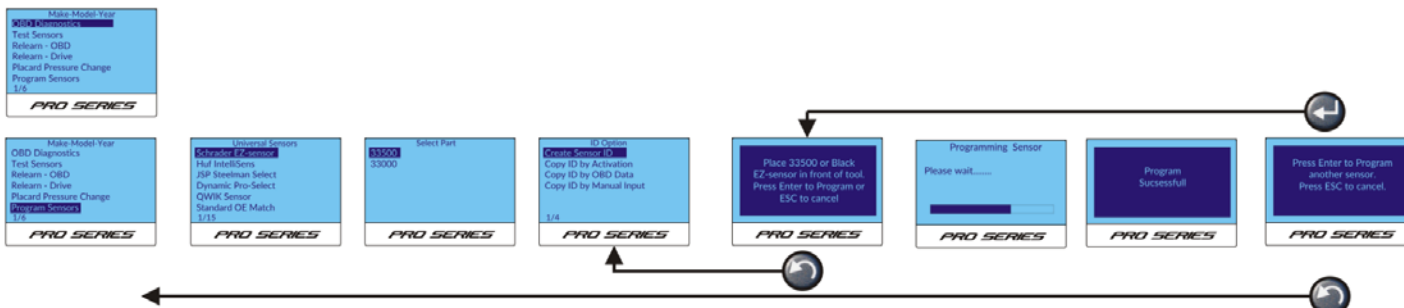 Make-Model-Year
OBD Diagnostics
Test Sensors
Relearn - OBD
Relearn - Drive
Placard Pressure Change
Program Sensors
1/6
PRO SERIES
Make-Model-Year
OBD Diagnostics
Test Sensors
Relearn - OBD
Relearn - Drive
Placard Pressure Change
Program Sensors
1/6
PRO SERIES
Universal Sensors
Schrader EZ-sensor
Huf IntelliSens
JSP Steelman Select
Dynamic Pro-Select
QWIK Sensor
Standard OE Match
1/15
PRO SERIES
Select Part
33500
33000
PRO SERIES
ID Option
Create Sensor ID
Copy ID by Activation
Copy ID by OBD Data
Copy ID by Manual Input
1/4
PRO SERIES
Place 33500 or Black
EZ-sensor in front of tool.
Press Enter to Program or
ESC to cancel
PRO SERIES
Programming Sensor
Please wait........
PRO SERIES
Program
Sucsessfull
PRO SERIES
Press Enter to Program
another sensor.
Press ESC to cancel.
PRO SERIES